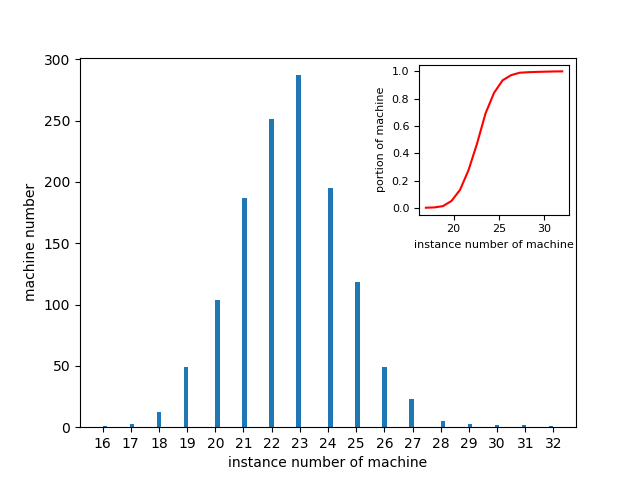 300
250
200
150
100
50
0
machine number
16 17 18 19 20 21 22 23 24 25 26 27 28 29 30 31 32
instance number of machine
1.0
0.8
0.6
0.4
0.2
0.0
portion of machine
20 25 30
instance number of machine